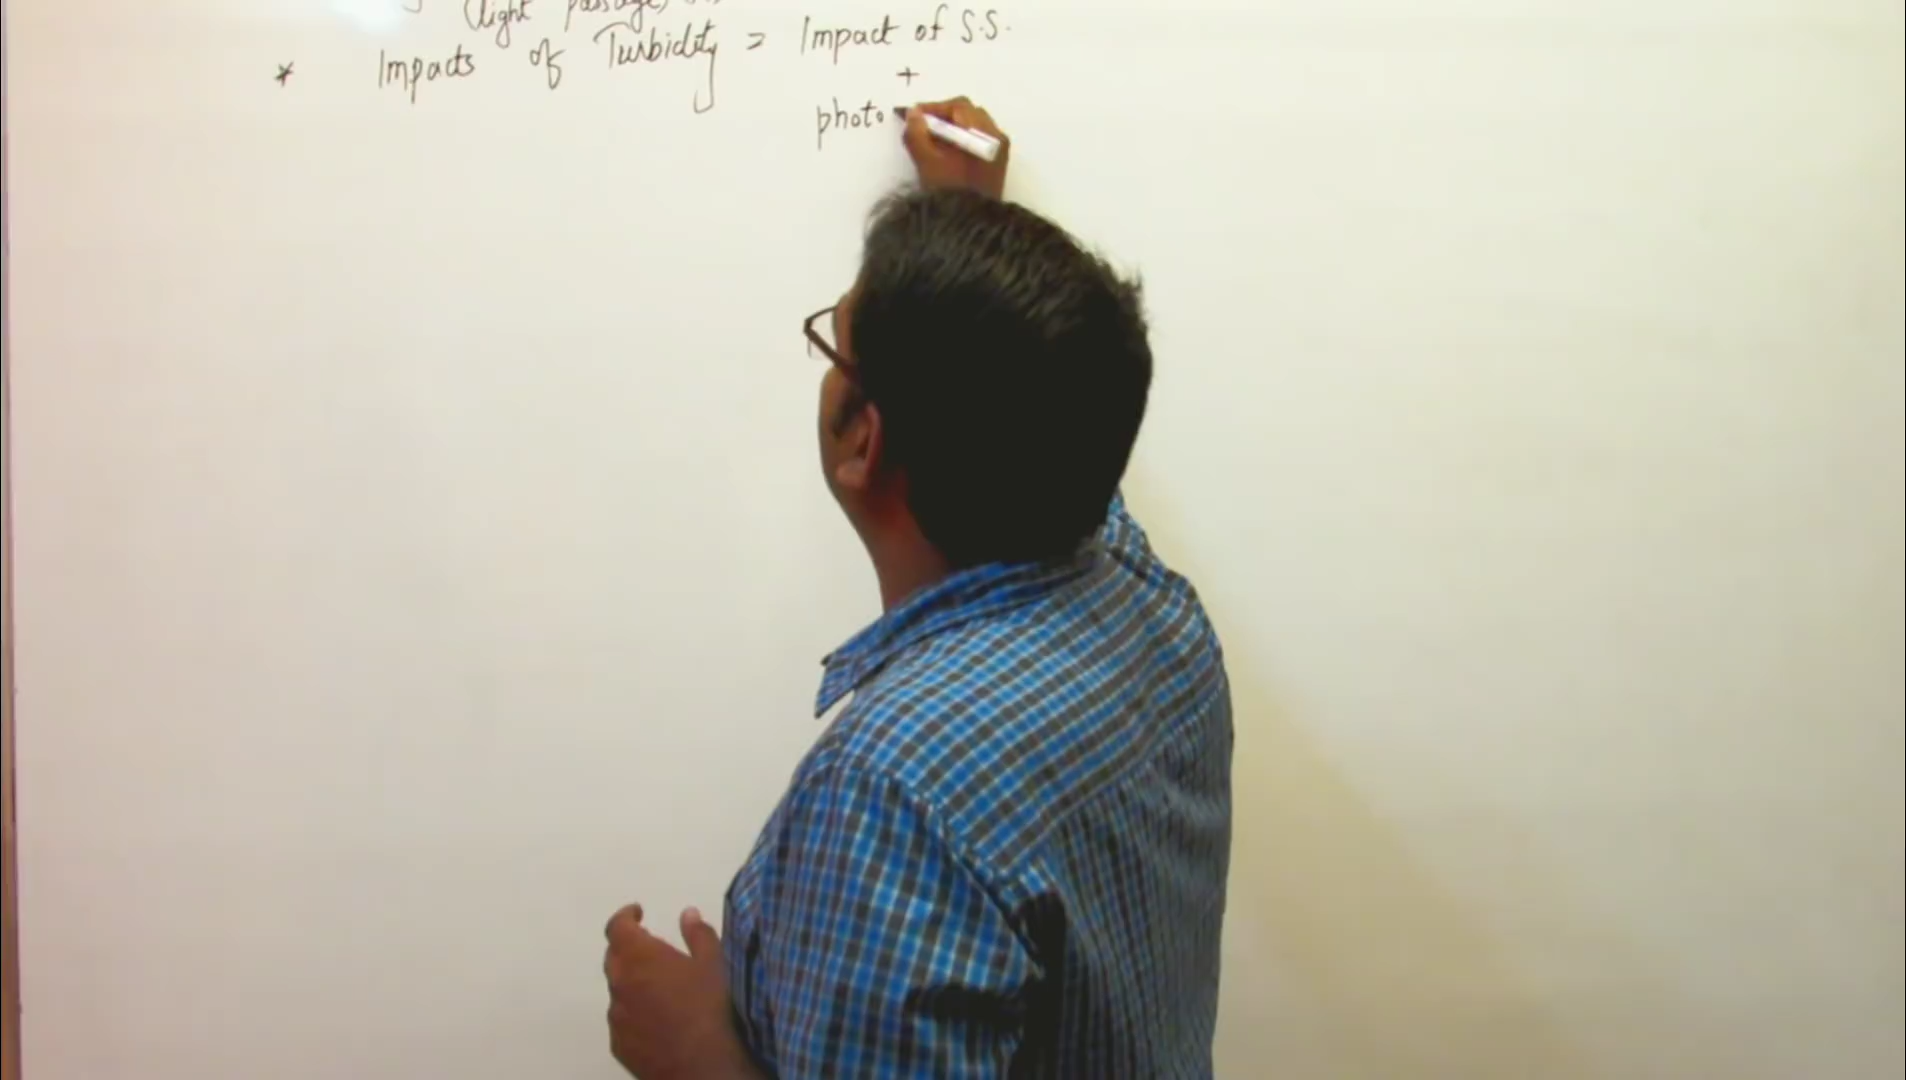 (light passage)
* Impacts of Turbidity = Impact of S.S.
+
photo